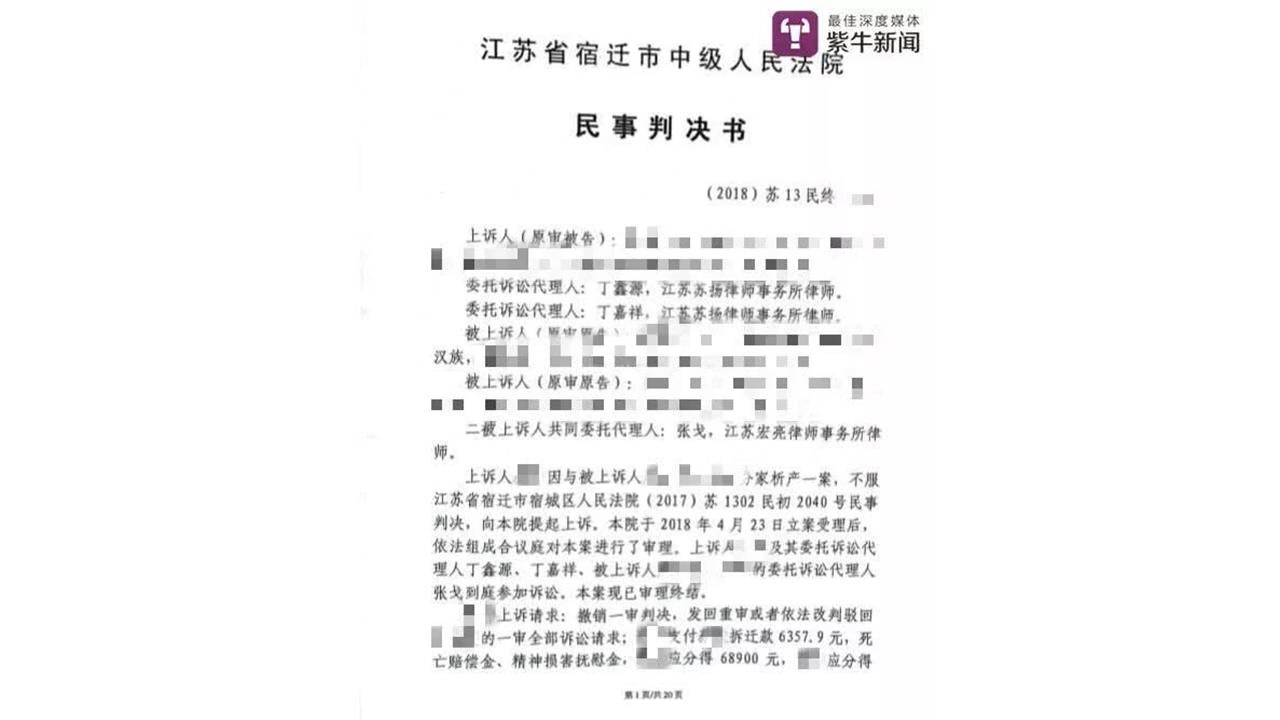 最佳深度媒体
紫牛新闻
江苏省宿迁市中级人民法院
民事判决书
（2018）苏13民终
上诉人（原审被告）：
委托诉讼代理人：丁鑫源，江苏苏扬律师事务所律师。
委托诉讼代理人：丁嘉祥，江苏苏扬律师事务所律师。
被上诉人（原审原告）
汉族，
被上诉人（原审原告）：
二被上诉人共同委托代理人：张戈，江苏宏亮律师事务所律
师。
上诉人 因与被上诉人 分家析产一案，不服
江苏省宿迁市宿城区人民法院（2017）苏1302民初2040号民事
判决，向本院提起上诉。本院于2018年4月23日立案受理后，
依法组成合议庭对本案进行了审理。上诉人 及其委托诉讼代
理人丁鑫源、丁嘉祥、被上诉人 的委托诉讼代理人
张戈到庭参加诉讼。本案现已审理终结。
上诉请求：撤销一审判决，发回重审或者依法改判驳回
的一审全部诉讼请求； 支付 拆迁款6357.9元，死
亡赔偿金、精神损害抚慰金， 应分得68900元， 应分得
第1页/共20页